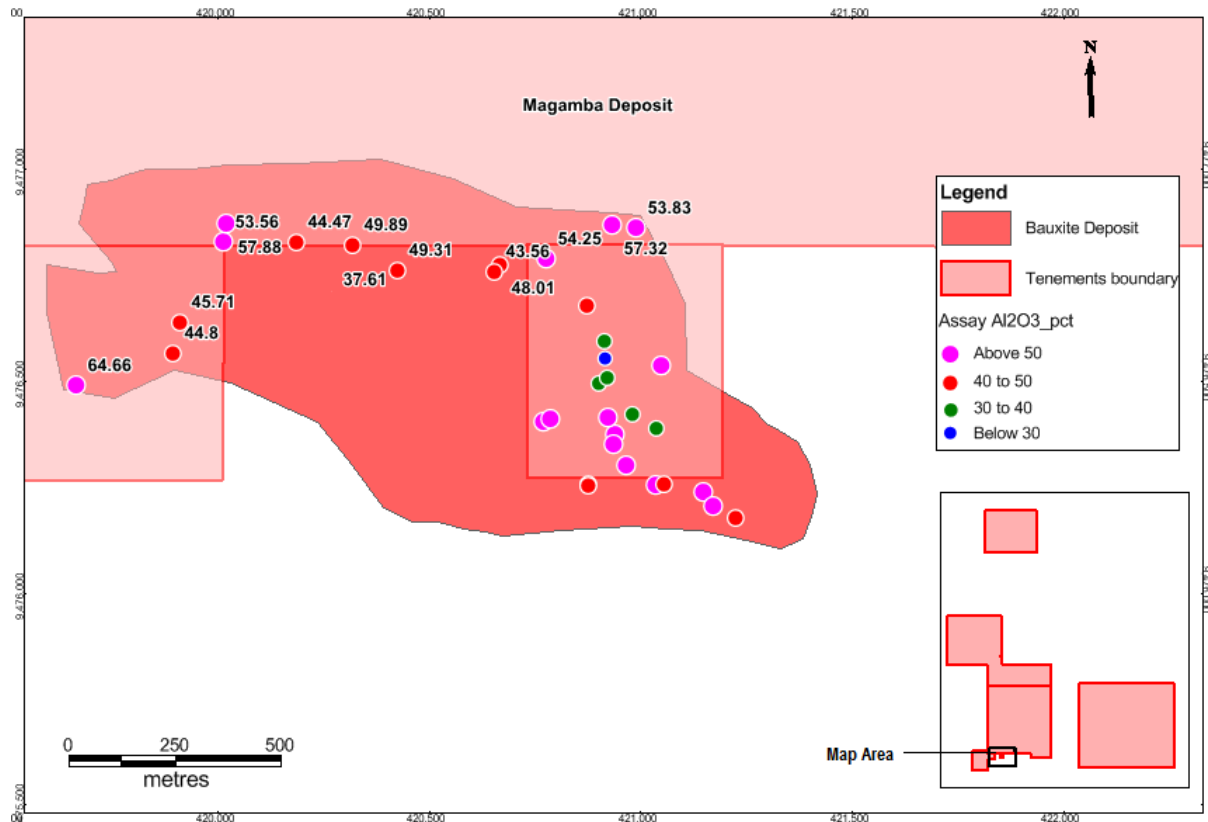 420.000 420.500 421.000 421.500 422.000
N
Magamba Deposit
9.477.000
53.56 44.47 49.89 53.83
57.88 49.31 43.56 54.25 57.32
37.61 48.01
45.71
44.8
64.66
9.476.500
9.476.000
Legend
Bauxite Deposit
Tenements boundary
Assay Al2O3_pct
Above 50
40 to 50
30 to 40
Below 30
Map Area
0 250 500
metres
420.000 420.500 421.000 421.500 422.000